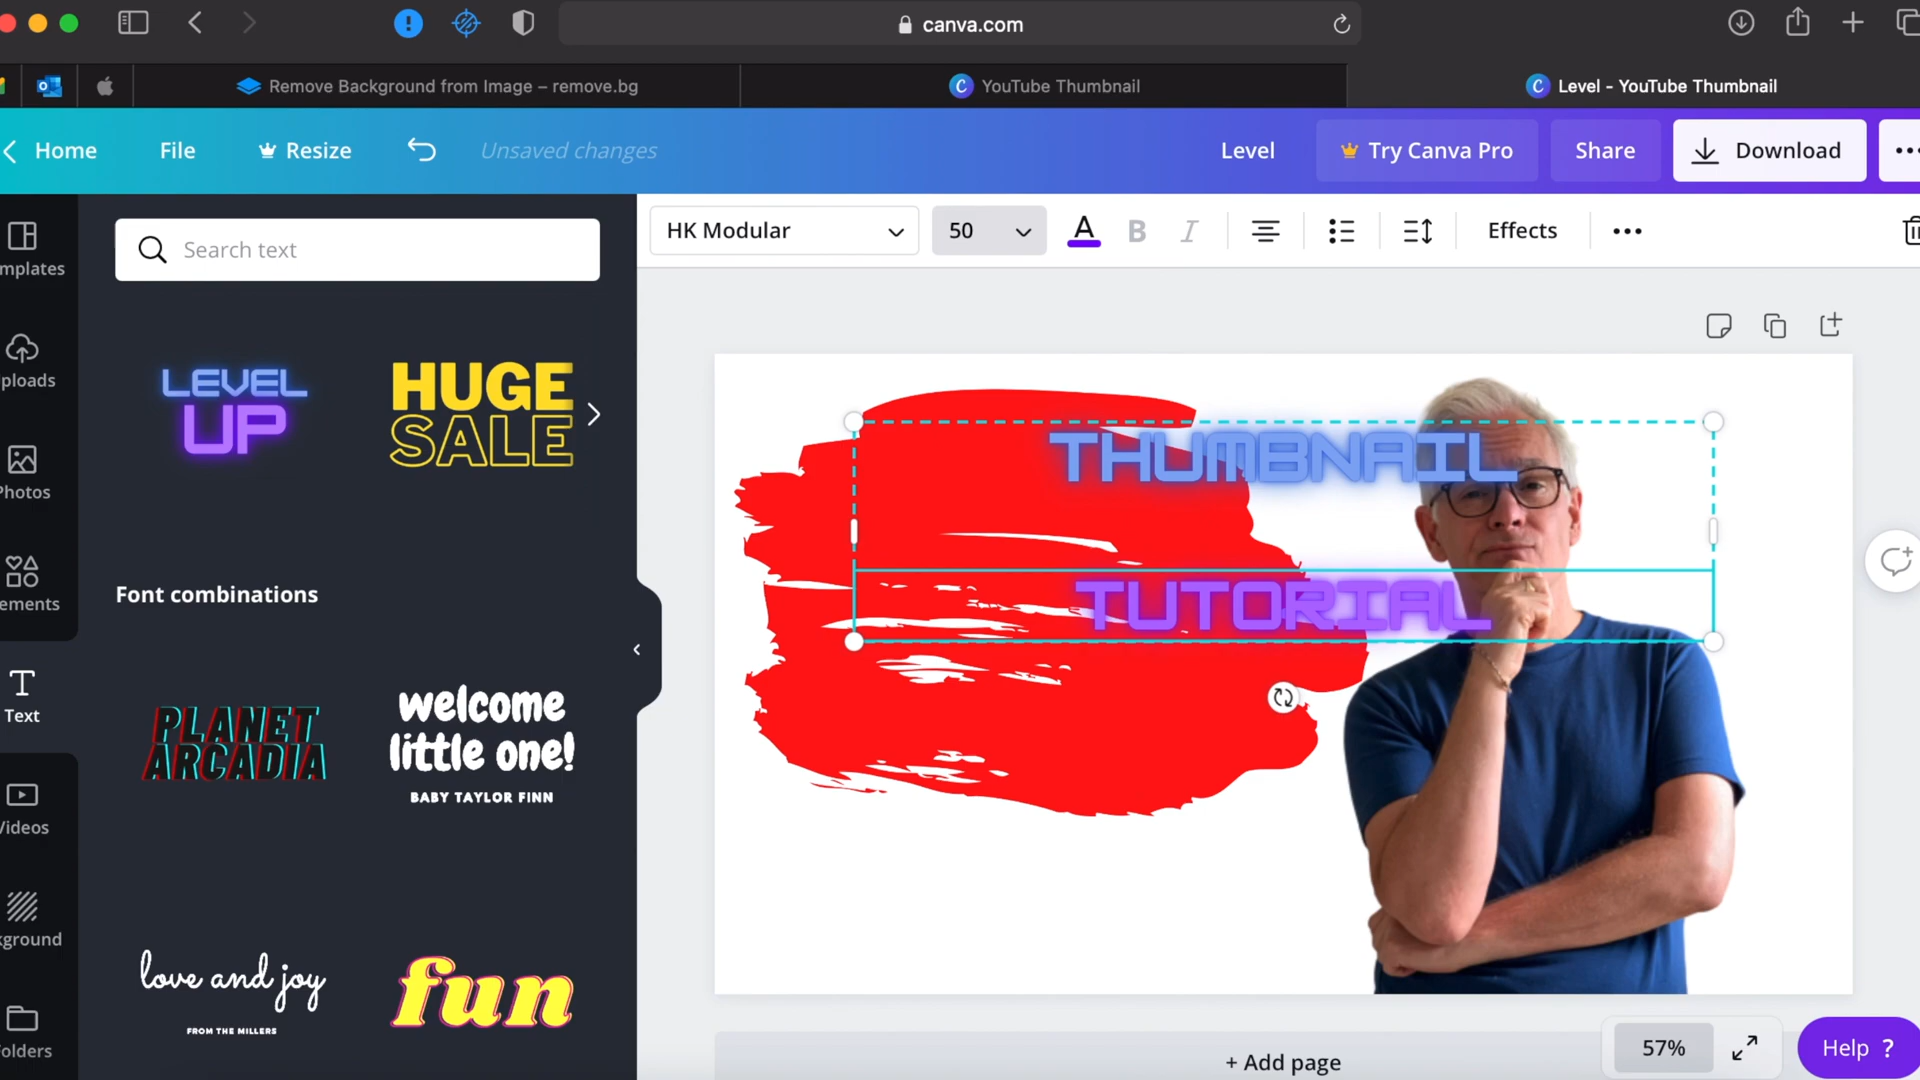 canva.com
Remove Background from Image – remove.bg
YouTube Thumbnail
Level - YouTube Thumbnail
Home
File
Resize
Unsaved changes
Level
Try Canva Pro
Share
Download
Search text
HK Modular
50
A
B
I
Effects
mplates
ploads
Photos
ements
Text
Videos
kground
olders
LEVEL
UP
HUGE
SALE
Font combinations
PLANET
ARCADIA
welcome
little one!
BABY TAYLOR FINN
love and joy
FROM THE MILLERS
fun
THUMBNAIL
TUTORIAL
+ Add page
57%
Help ?